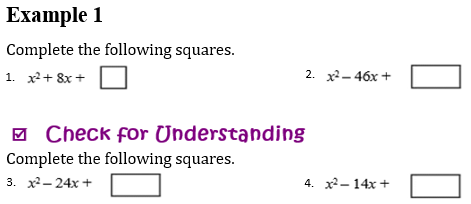 Example 1
Complete the following squares.
1. x² + 8x +
2. x² – 46x +
☑ Check for Understanding
Complete the following squares.
3. x² – 24x +
4. x² – 14x +